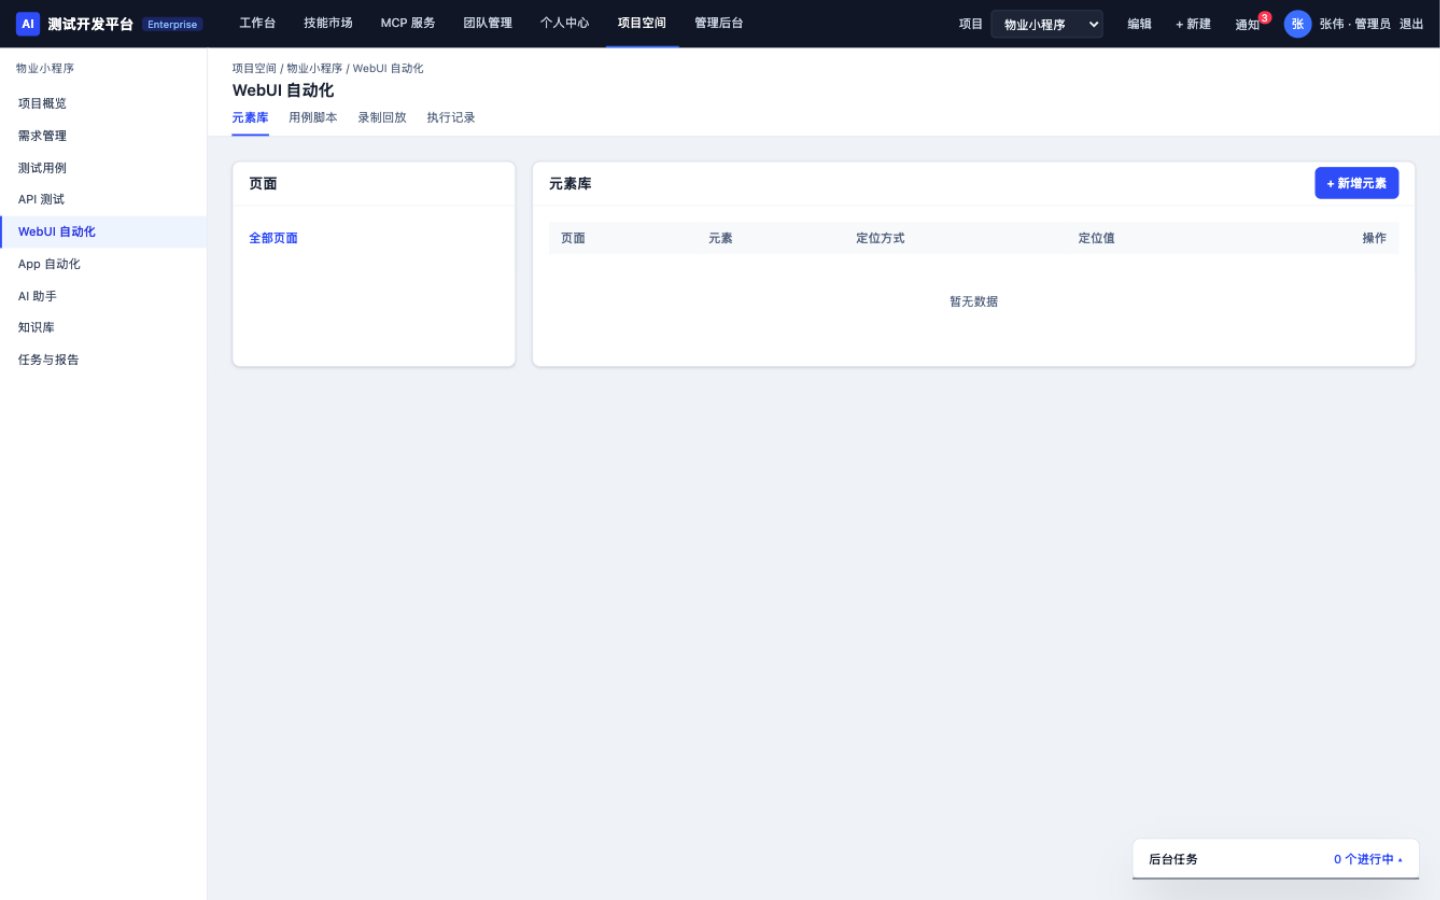 AI 测试开发平台 Enterprise 工作台 技能市场 MCP 服务 团队管理 个人中心 项目空间 管理后台 项目 物业小程序 编辑 + 新建 通知 3 张 张伟 · 管理员 退出
物业小程序
项目概览
需求管理
测试用例
API 测试
WebUI 自动化
App 自动化
AI 助手
知识库
任务与报告
项目空间 / 物业小程序 / WebUI 自动化
WebUI 自动化
元素库 用例脚本 录制回放 执行记录
页面
全部页面
元素库 + 新增元素
页面 元素 定位方式 定位值 操作
暂无数据
后台任务 0 个进行中